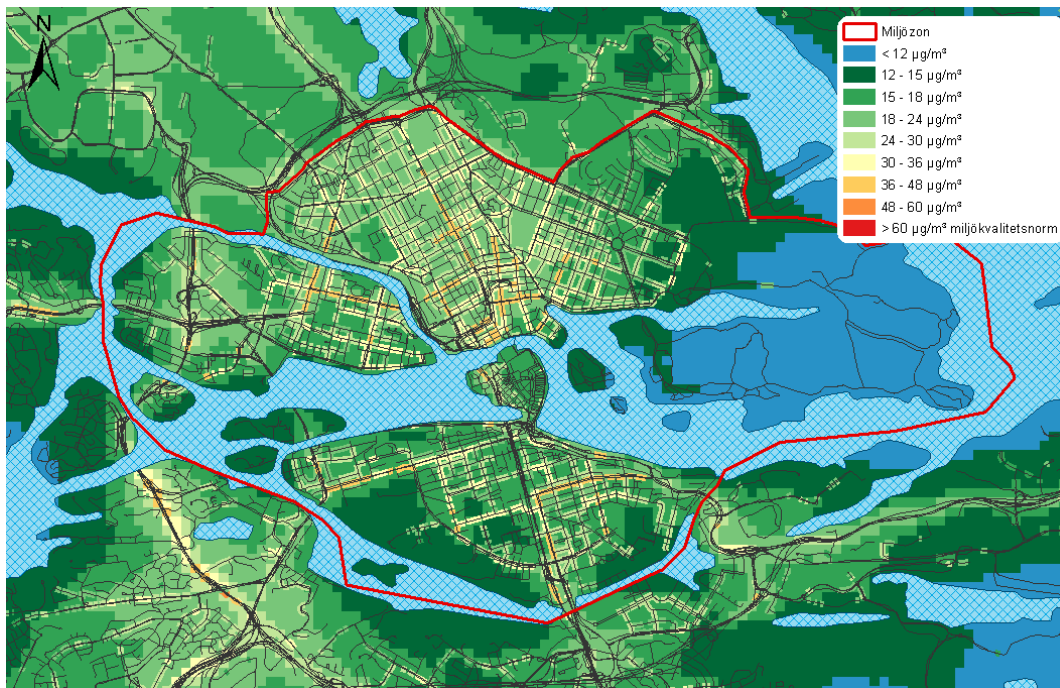 N
Miljözon
< 12 µg/m³
12 - 15 µg/m³
15 - 18 µg/m³
18 - 24 µg/m³
24 - 30 µg/m³
30 - 36 µg/m³
36 - 48 µg/m³
48 - 60 µg/m³
> 60 µg/m³ miljökvalitetsnorm